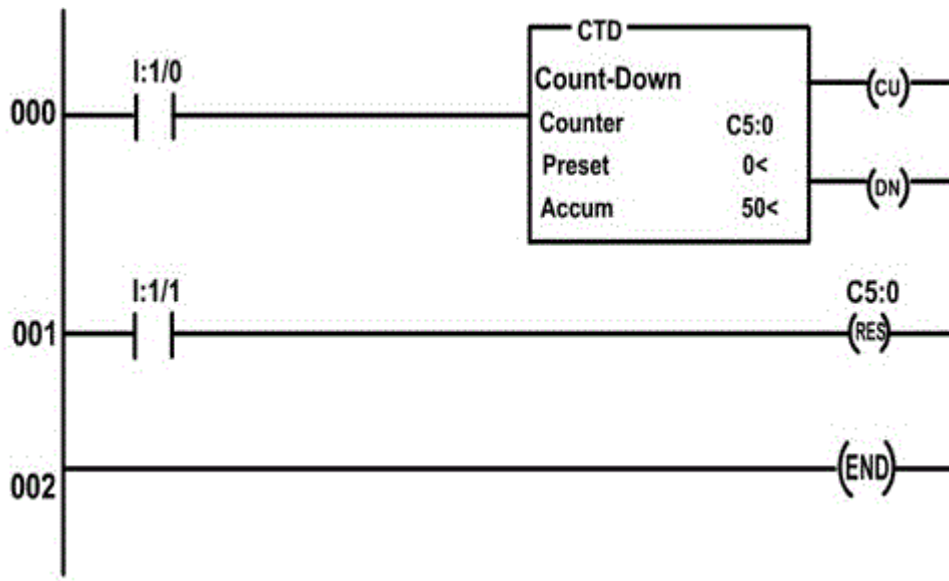 CTD
I:1/0
000
Count-Down
Counter C5:0
Preset 0<
Accum 50<
(CU)
(DN)
I:1/1
001
C5:0
(RES)
002
(END)